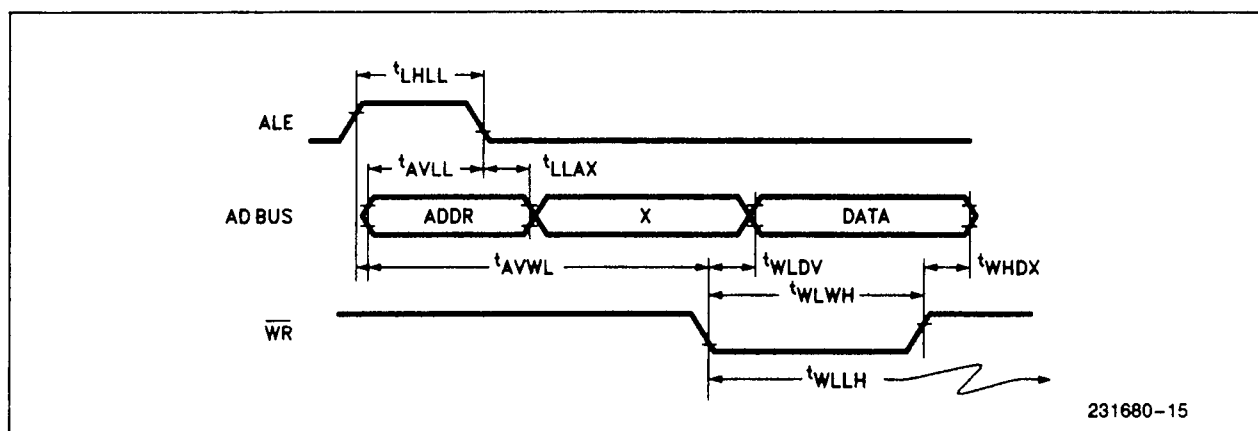 tLHLL
ALE
tAVLL tLLAX
AD BUS ADDR X DATA
tAVWL tWLDV tWHDX
tWLWH
WR
tWLLH
231680-15